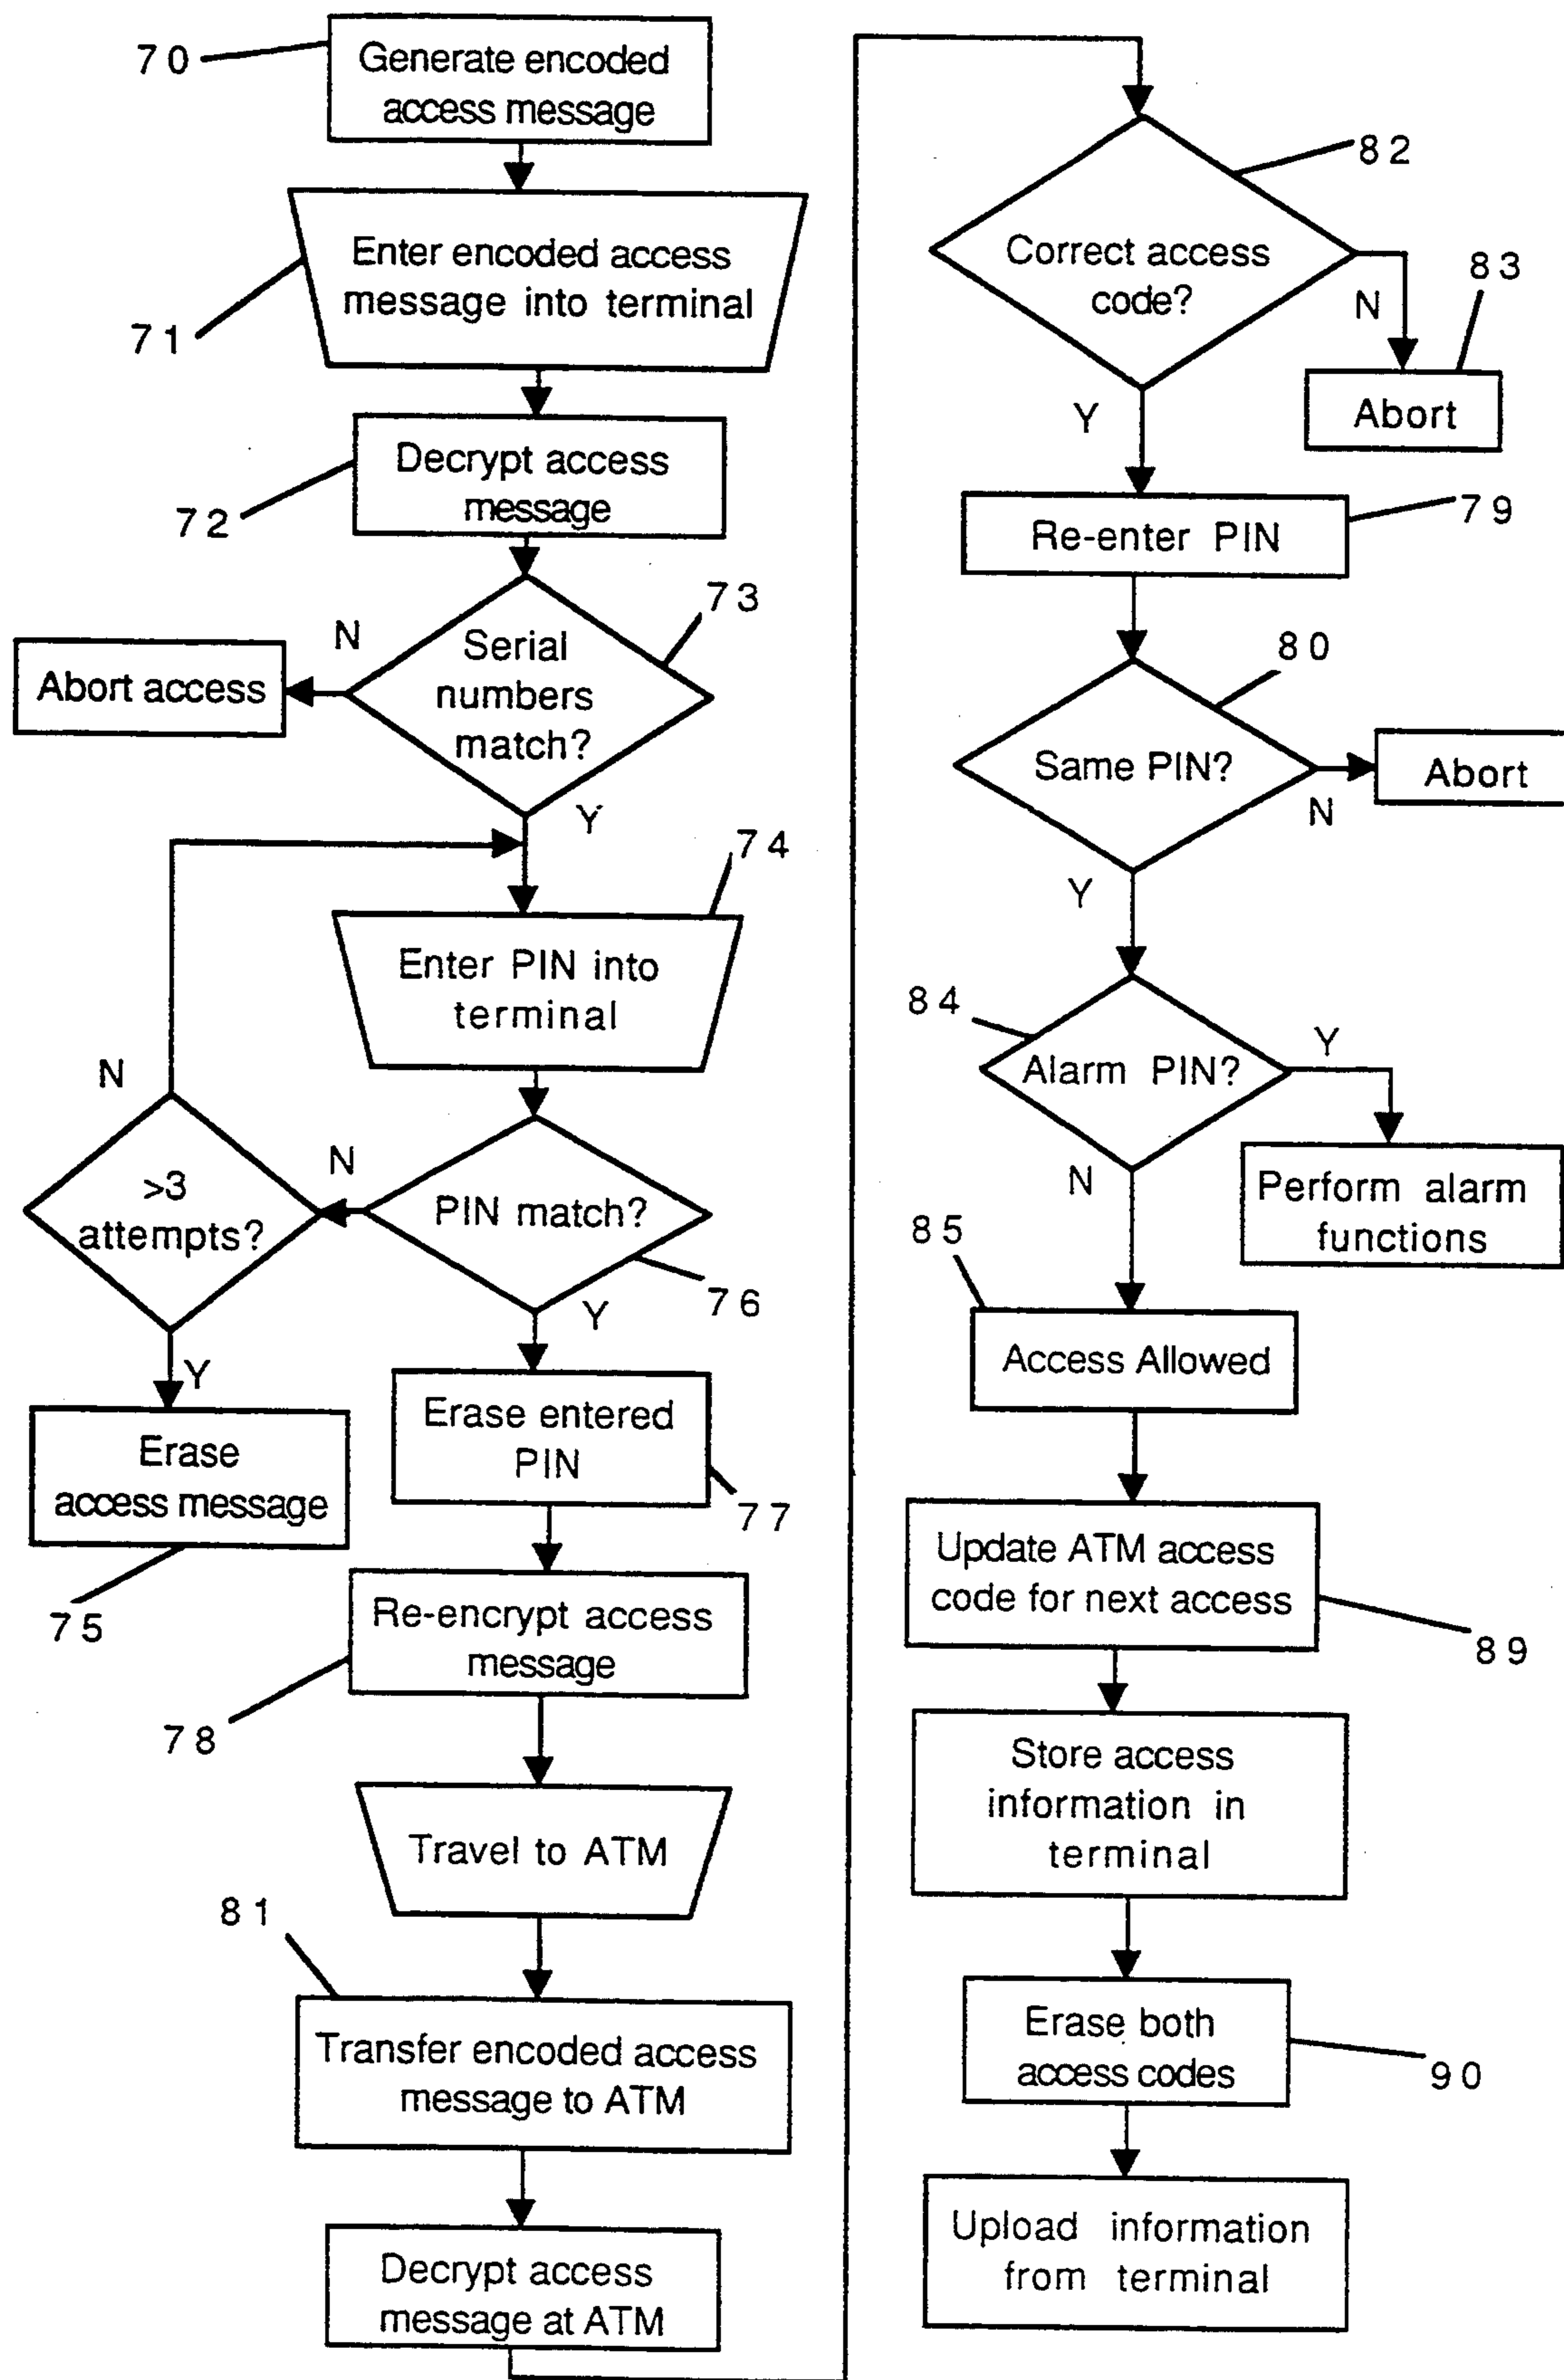 70
Generate encoded
access message
Enter encoded access
message into terminal
71
Decrypt access
message
72
73
N
Serial
numbers
match?
Abort access
Y
74
Enter PIN into
terminal
N
>3
attempts?
N
PIN match?
76
Y
Y
Erase
access message
75
Erase entered
PIN
77
Re-encrypt access
message
78
Travel to ATM
81
Transfer encoded access
message to ATM
Decrypt access
message at ATM
82
Correct access
code?
N
83
Abort
Y
Re-enter PIN
79
80
Same PIN?
N
Abort
Y
84
Alarm PIN?
Y
Perform alarm
functions
N
85
Access Allowed
Update ATM access
code for next access
89
Store access
information in
terminal
Erase both
access codes
90
Upload information
from terminal